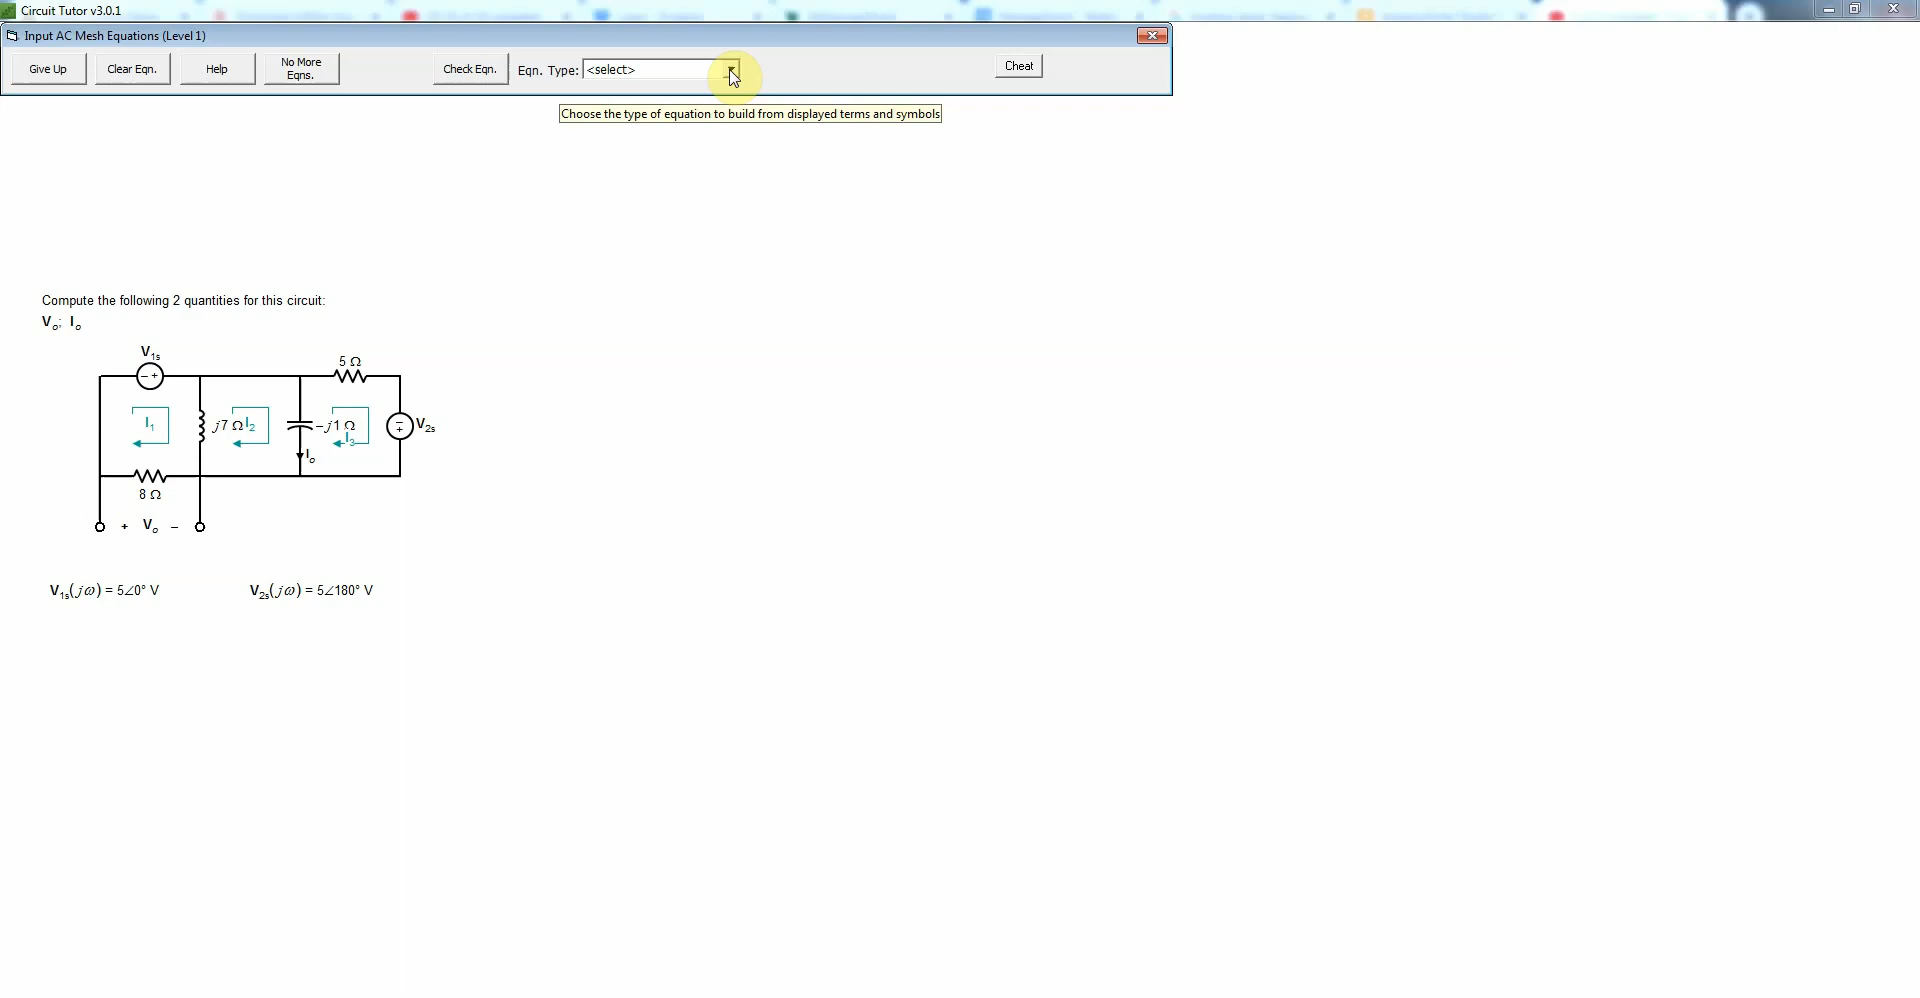 Circuit Tutor v3.0.1
Input AC Mesh Equations (Level 1)
Give Up
Clear Eqn.
Help
No More
Eqns.
Check Eqn.
Eqn. Type:
<select>
Cheat
Choose the type of equation to build from displayed terms and symbols
Compute the following 2 quantities for this circuit:
Vo; Io
V1s
- +
5 Ω
I1
j7 Ω
I2
-j1 Ω
I3
- +
V2s
Io
8 Ω
+ Vo –
V1s(jω) = 5∠0° V
V2s(jω) = 5∠180° V